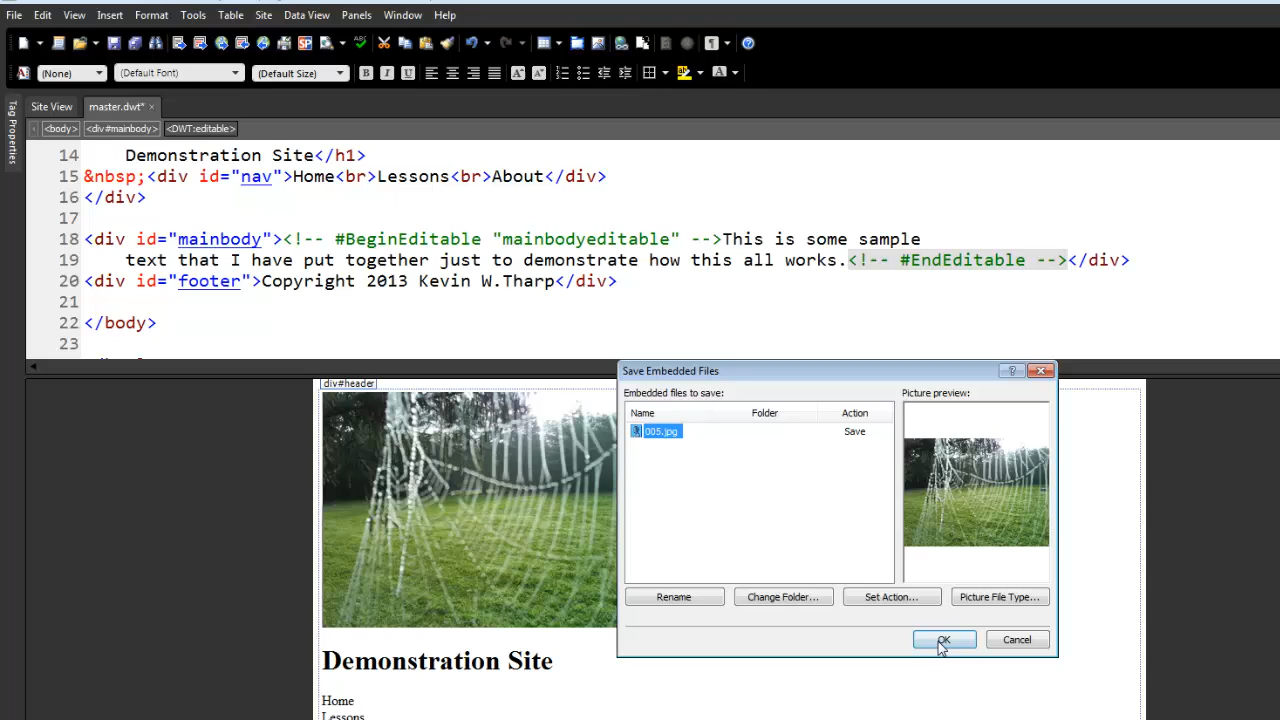 File Edit View Insert Format Tools Table Site Data View Panels Window Help
(None) (Default Font) (Default Size) B I U
Site View master.dwt* ×
Tag Properties
<body> <div#mainbody> <DWT:editable>
14 Demonstration Site</h1>
15 &nbsp;<div id="nav">Home<br>Lessons<br>About</div>
16 </div>
17
18 <div id="mainbody"><!-- #BeginEditable "mainbodyeditable" -->This is some sample
19 text that I have put together just to demonstrate how this all works.<!-- #EndEditable --></div>
20 <div id="footer">Copyright 2013 Kevin W.Tharp</div>
21
22 </body>
23
div#header
Save Embedded Files
Embedded files to save:
Picture preview:
Name Folder Action
005.jpg Save
Rename Change Folder... Set Action... Picture File Type...
OK Cancel
Demonstration Site
Home
Lessons